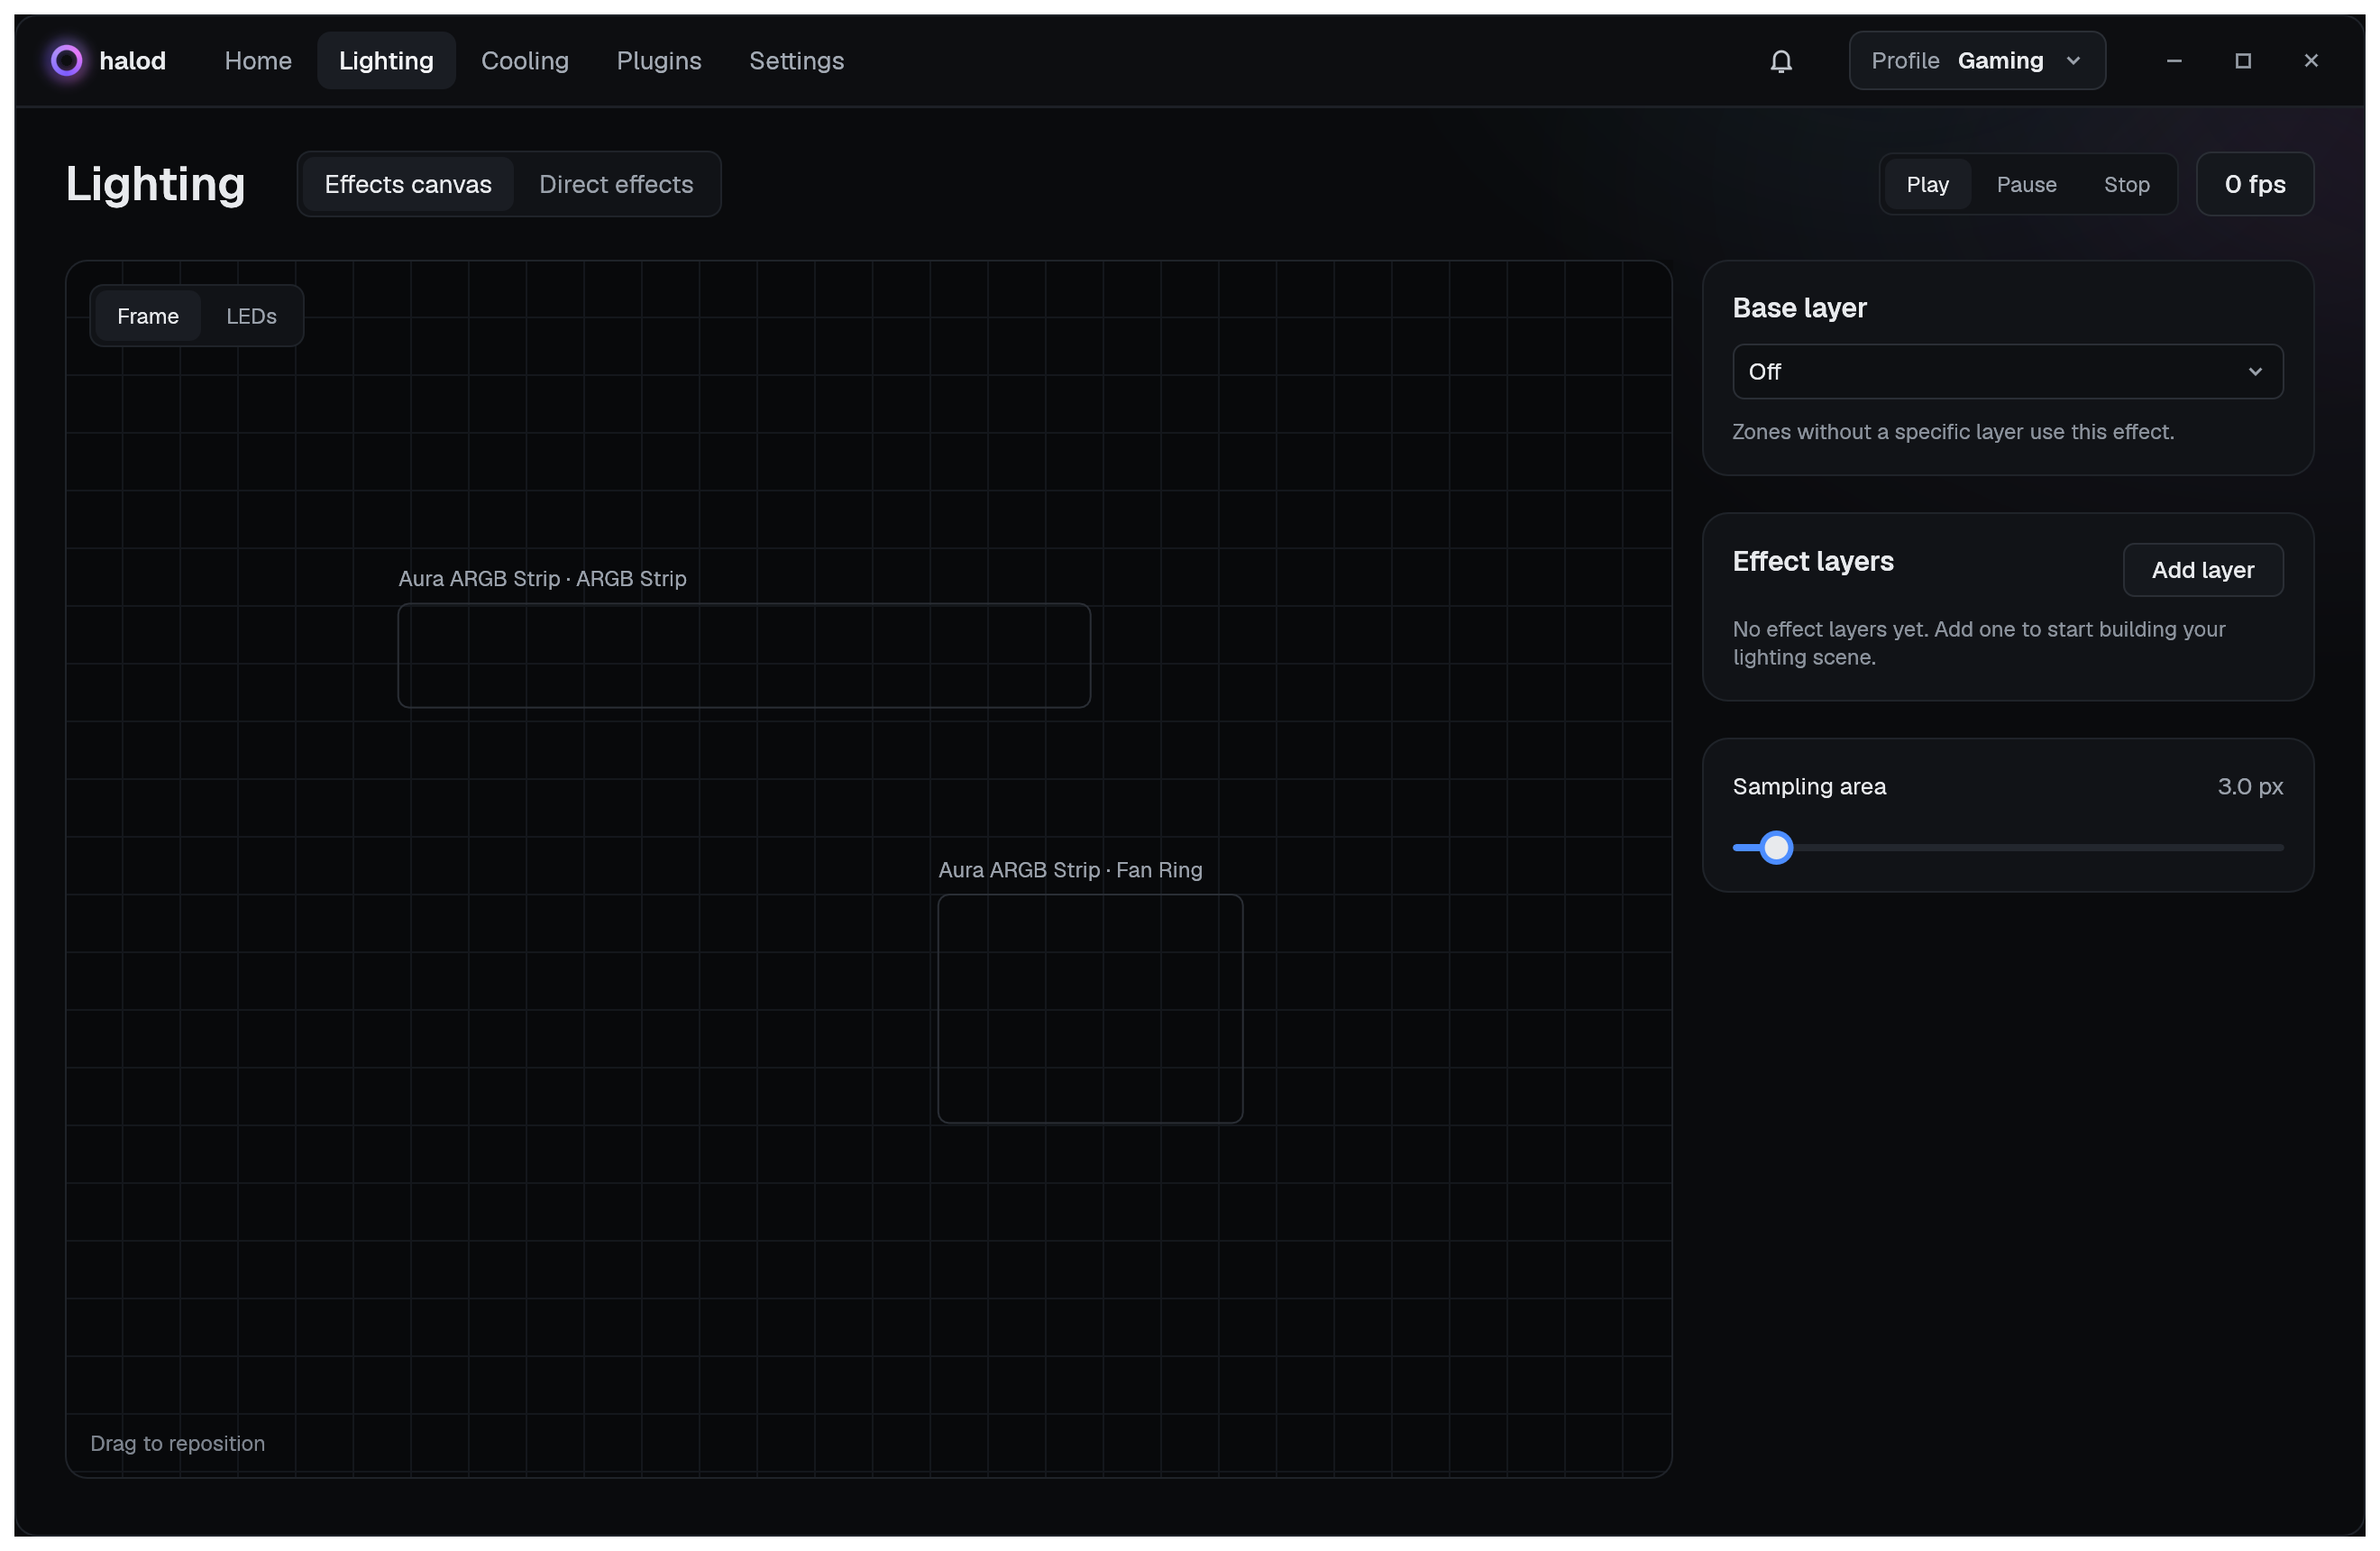 halod
Home
Lighting
Cooling
Plugins
Settings
Profile Gaming
Lighting
Effects canvas
Direct effects
Play
Pause
Stop
0 fps
Frame
LEDs
Aura ARGB Strip · ARGB Strip
Aura ARGB Strip · Fan Ring
Drag to reposition
Base layer
Off
Zones without a specific layer use this effect.
Effect layers
Add layer
No effect layers yet. Add one to start building your
lighting scene.
Sampling area
3.0 px